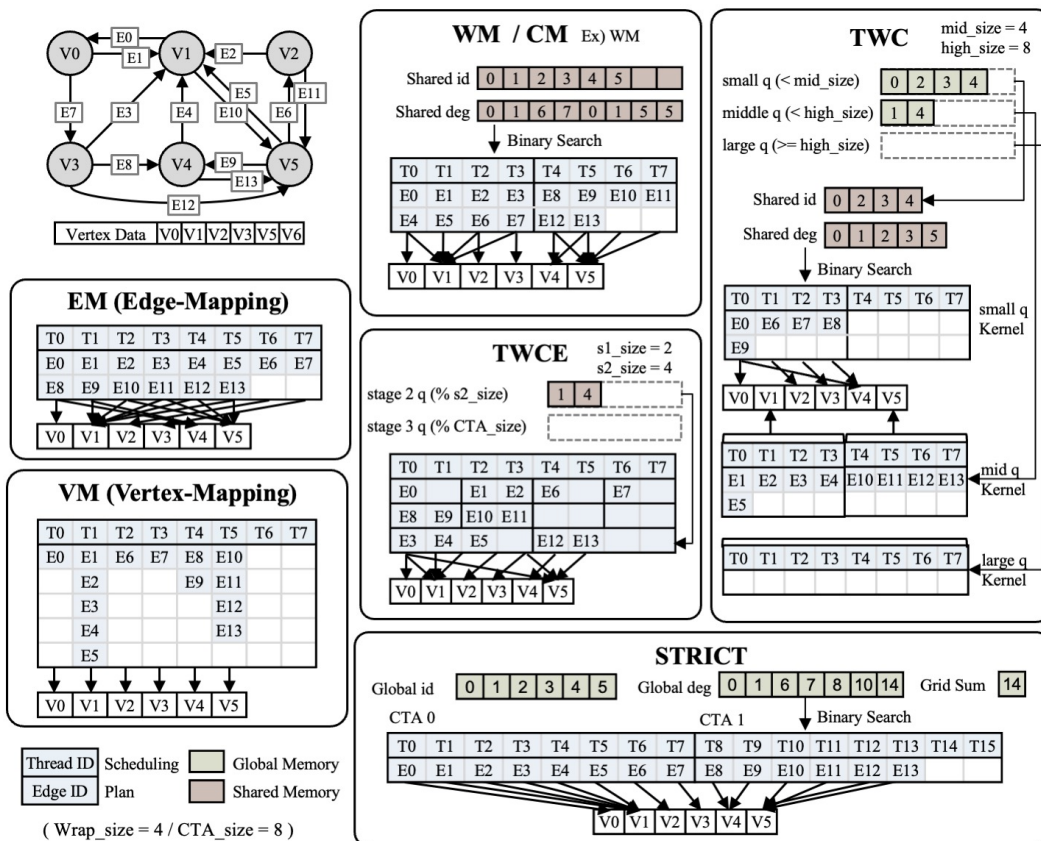 E0
V0 V1 E2 V2
E1
E5 E11
E7 E3 E4 E10 E6
V3 E8 V4 E9 V5
E13
E12
Vertex Data V0 V1 V2 V3 V5 V6
EM (Edge-Mapping)
T0 T1 T2 T3 T4 T5 T6 T7
E0 E1 E2 E3 E4 E5 E6 E7
E8 E9 E10 E11 E12 E13
V0 V1 V2 V3 V4 V5
VM (Vertex-Mapping)
T0 T1 T2 T3 T4 T5 T6 T7
E0 E1 E6 E7 E8 E10
E2 E9 E11
E3 E12
E4 E13
E5
V0 V1 V2 V3 V4 V5
Thread ID Scheduling Global Memory
Edge ID Plan Shared Memory
( Wrap_size = 4 / CTA_size = 8 )
WM / CM Ex) WM
Shared id 0 1 2 3 4 5
Shared deg 0 1 6 7 0 1 5 5
Binary Search
T0 T1 T2 T3 T4 T5 T6 T7
E0 E1 E2 E3 E8 E9 E10 E11
E4 E5 E6 E7 E12 E13
V0 V1 V2 V3 V4 V5
TWCE s1_size = 2
s2_size = 4
stage 2 q (% s2_size) 1 4
stage 3 q (% CTA_size)
T0 T1 T2 T3 T4 T5 T6 T7
E0 E1 E2 E6 E7
E8 E9 E10 E11
E3 E4 E5 E12 E13
V0 V1 V2 V3 V4 V5
TWC mid_size = 4
high_size = 8
small q (< mid_size) 0 2 3 4
middle q (< high_size) 1 4
large q (>= high_size)
Shared id 0 2 3 4
Shared deg 0 1 2 3 5
Binary Search
T0 T1 T2 T3 T4 T5 T6 T7
E0 E6 E7 E8
E9
small q
Kernel
V0 V1 V2 V3 V4 V5
T0 T1 T2 T3 T4 T5 T6 T7
E1 E2 E3 E4 E10 E11 E12 E13
E5
mid q
Kernel
T0 T1 T2 T3 T4 T5 T6 T7
large q
Kernel
STRICT
Global id 0 1 2 3 4 5 Global deg 0 1 6 7 8 10 14 Grid Sum 14
CTA 0 CTA 1 Binary Search
T0 T1 T2 T3 T4 T5 T6 T7 T8 T9 T10 T11 T12 T13 T14 T15
E0 E1 E2 E3 E4 E5 E6 E7 E8 E9 E10 E11 E12 E13
V0 V1 V2 V3 V4 V5